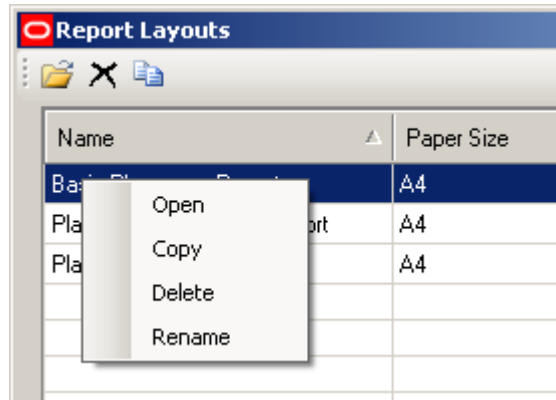 Report Layouts
Name Paper Size
A4
Open
A4
Copy
A4
Delete
Rename